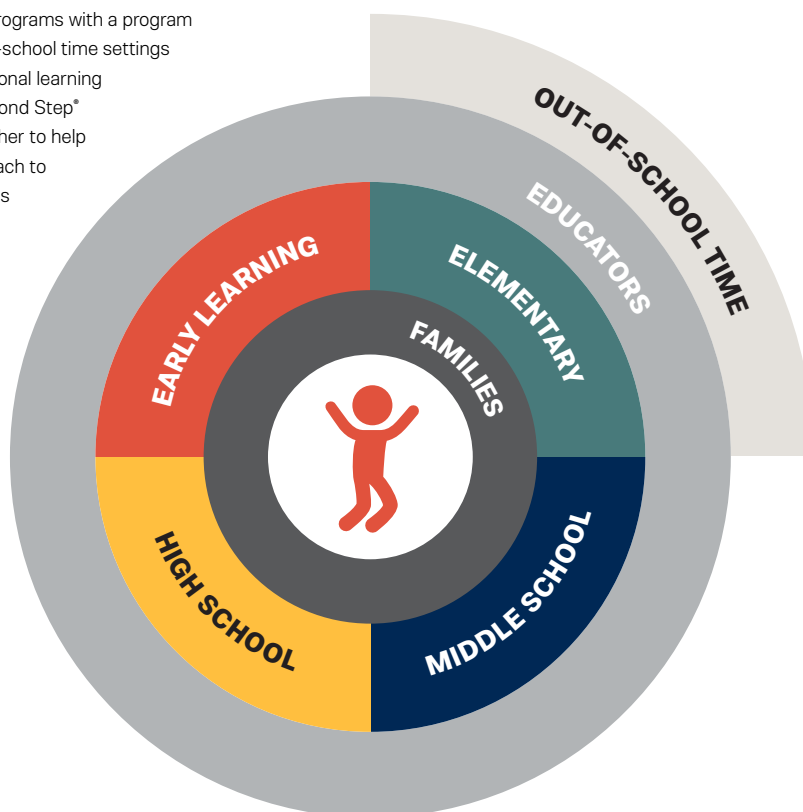 rograms with a program
-school time settings
onal learning
ond Step®
her to help
ach to
s
OUT-OF-SCHOOL TIME
EDUCATORS
EARLY LEARNING
ELEMENTARY
FAMILIES
HIGH SCHOOL
MIDDLE SCHOOL